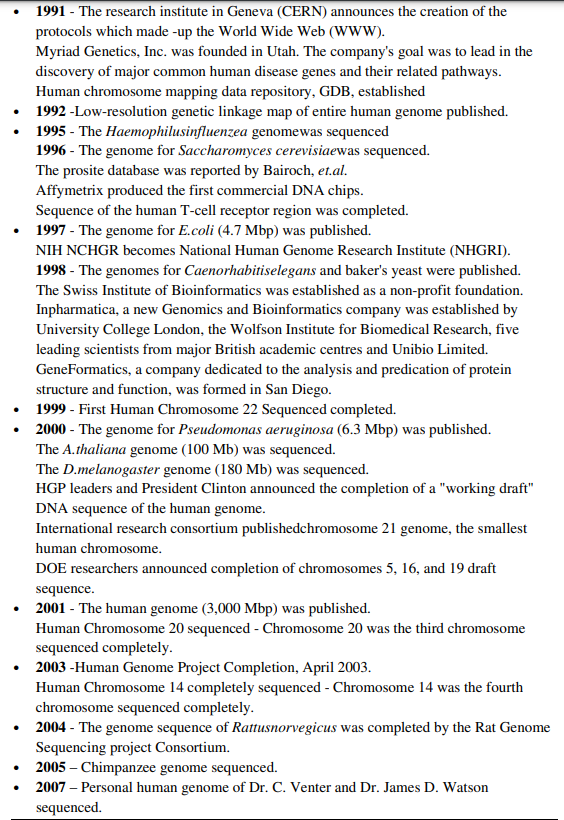 • 1991 - The research institute in Geneva (CERN) announces the creation of the
protocols which made -up the World Wide Web (WWW).
Myriad Genetics, Inc. was founded in Utah. The company's goal was to lead in the
discovery of major common human disease genes and their related pathways.
Human chromosome mapping data repository, GDB, established
• 1992 -Low-resolution genetic linkage map of entire human genome published.
• 1995 - The Haemophilusinfluenzea genomewas sequenced
1996 - The genome for Saccharomyces cerevisiaewas sequenced.
The prosite database was reported by Bairoch, et.al.
Affymetrix produced the first commercial DNA chips.
Sequence of the human T-cell receptor region was completed.
• 1997 - The genome for E.coli (4.7 Mbp) was published.
NIH NCHGR becomes National Human Genome Research Institute (NHGRI).
1998 - The genomes for Caenorhabitiselegans and baker's yeast were published.
The Swiss Institute of Bioinformatics was established as a non-profit foundation.
Inpharmatica, a new Genomics and Bioinformatics company was established by
University College London, the Wolfson Institute for Biomedical Research, five
leading scientists from major British academic centres and Unibio Limited.
GeneFormatics, a company dedicated to the analysis and predication of protein
structure and function, was formed in San Diego.
• 1999 - First Human Chromosome 22 Sequenced completed.
• 2000 - The genome for Pseudomonas aeruginosa (6.3 Mbp) was published.
The A.thaliana genome (100 Mb) was sequenced.
The D.melanogaster genome (180 Mb) was sequenced.
HGP leaders and President Clinton announced the completion of a "working draft"
DNA sequence of the human genome.
International research consortium publishedchromosome 21 genome, the smallest
human chromosome.
DOE researchers announced completion of chromosomes 5, 16, and 19 draft
sequence.
• 2001 - The human genome (3,000 Mbp) was published.
Human Chromosome 20 sequenced - Chromosome 20 was the third chromosome
sequenced completely.
• 2003 -Human Genome Project Completion, April 2003.
Human Chromosome 14 completely sequenced - Chromosome 14 was the fourth
chromosome sequenced completely.
• 2004 - The genome sequence of Rattusnorvegicus was completed by the Rat Genome
Sequencing project Consortium.
• 2005 – Chimpanzee genome sequenced.
• 2007 – Personal human genome of Dr. C. Venter and Dr. James D. Watson
sequenced.